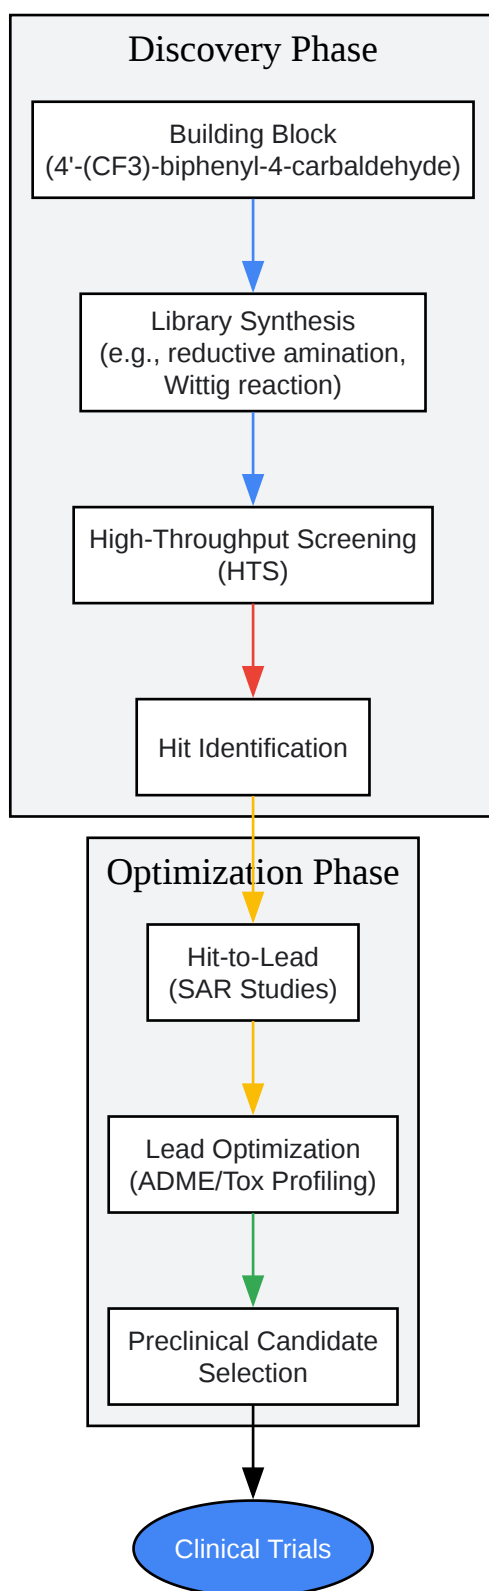 Discovery Phase
Building Block
(4'-(CF3)-biphenyl-4-carbaldehyde)
Library Synthesis
(e.g., reductive amination,
Wittig reaction)
High-Throughput Screening
(HTS)
Hit Identification
Optimization Phase
Hit-to-Lead
(SAR Studies)
Lead Optimization
(ADME/Tox Profiling)
Preclinical Candidate
Selection
Clinical Trials